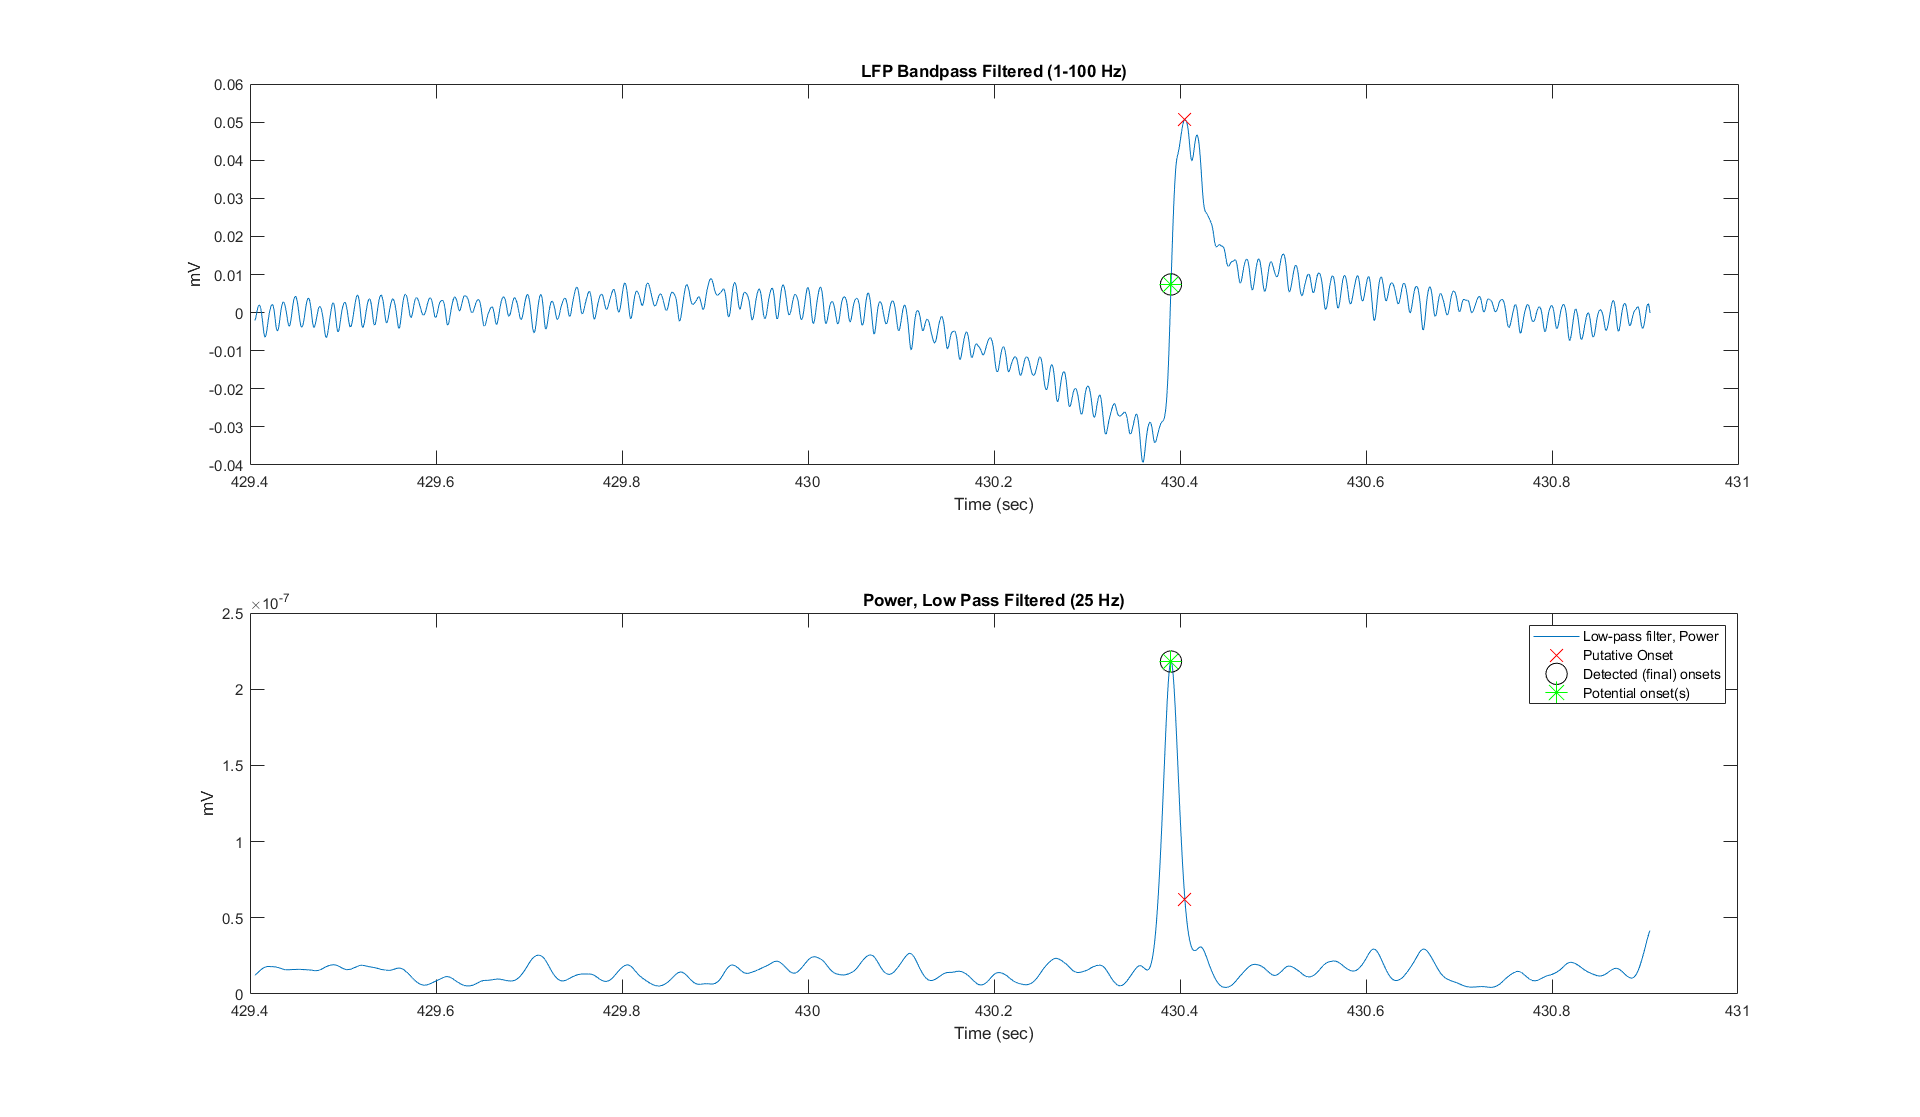 LFP Bandpass Filtered (1-100 Hz)
0.06
0.05
0.04
0.03
0.02
0.01
0
-0.01
-0.02
-0.03
-0.04
mV
429.4 429.6 429.8 430 430.2 430.4 430.6 430.8 431
Time (sec)
Power, Low Pass Filtered (25 Hz)
×10-7
2.5
2
1.5
1
0.5
0
mV
Low-pass filter, Power
Putative Onset
Detected (final) onsets
Potential onset(s)
429.4 429.6 429.8 430 430.2 430.4 430.6 430.8 431
Time (sec)